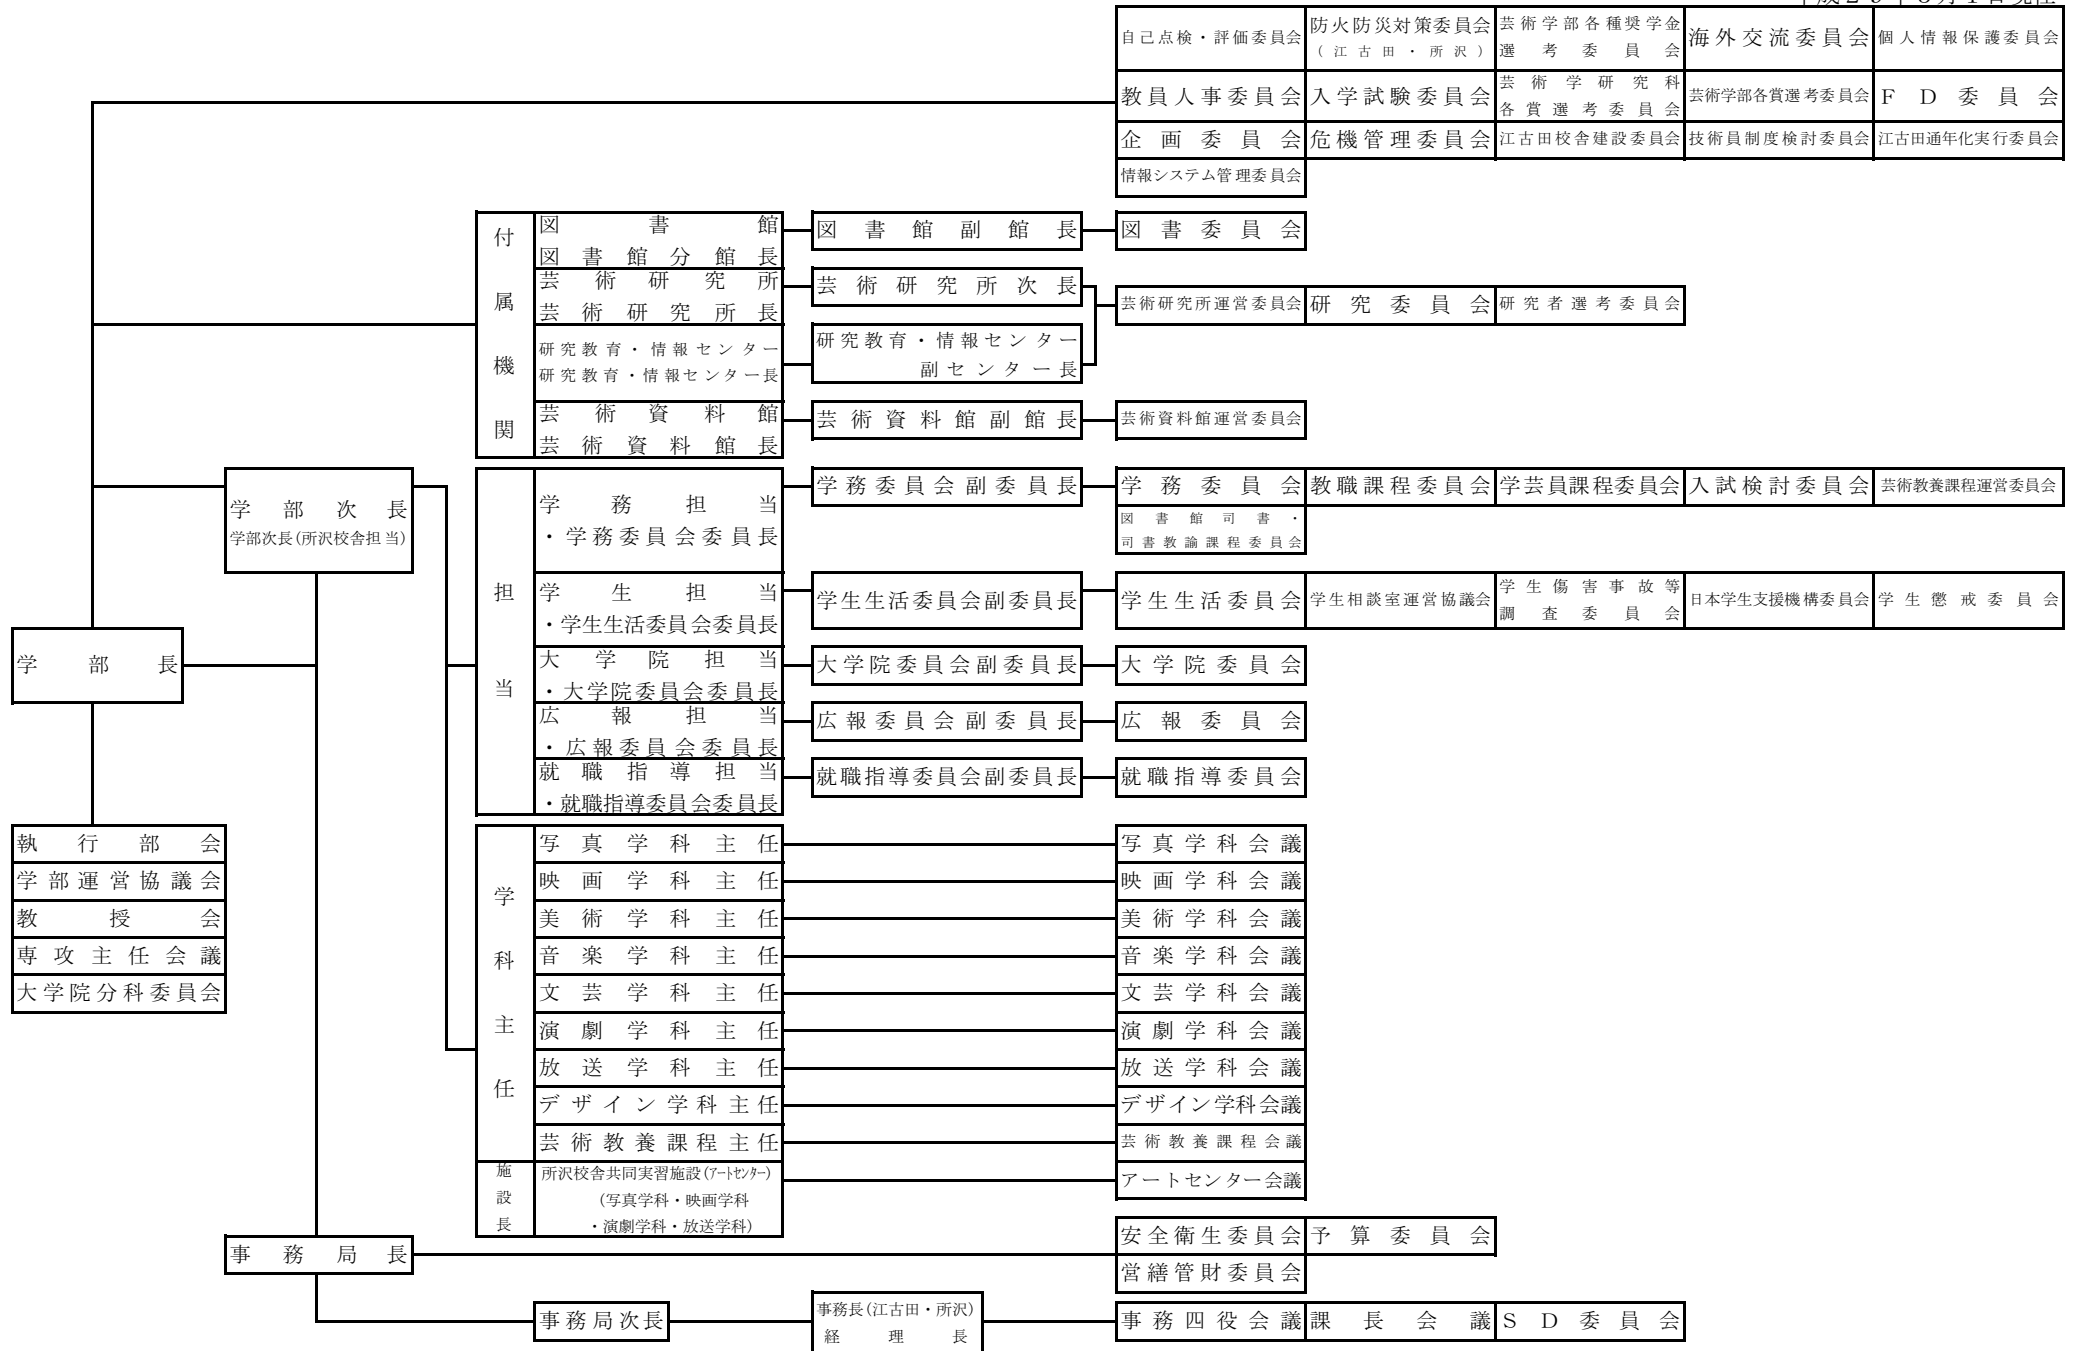 自己点検・評価委員会 防火防災対策委員会 芸術学部各種奨学金 海外交流委員会 個人情報保護委員会
(江古田・所沢) 選考委員会
教員人事委員会 入学試験委員会 芸術学研究科 芸術学部各賞選考委員会 FD委員会
各賞選考委員会
企画委員会 危機管理委員会 江古田校舎建設委員会 技術員制度検討委員会 江古田通年化実行委員会
情報システム管理委員会
付属機関
図書館 図書館副館長 図書委員会
図書館分館長
芸術研究所 芸術研究所次長
芸術研究所長
芸術研究所運営委員会 研究委員会 研究者選考委員会
研究教育・情報センター 研究教育・情報センター
研究教育・情報センター長 副センター長
芸術資料館 芸術資料館副館長 芸術資料館運営委員会
芸術資料館長
学部次長
学部次長(所沢校舎担当)
担当
学務担当 学務委員会副委員長 学務委員会 教職課程委員会 学芸員課程委員会 入試検討委員会 芸術教養課程運営委員会
・学務委員会委員長 図書館司書・
司書教諭課程委員会
学生担当 学生生活委員会副委員長 学生生活委員会 学生相談室運営協議会 学生傷害事故等 日本学生支援機構委員会 学生懲戒委員会
・学生生活委員会委員長 調査委員会
学部長
大学院担当 大学院委員会副委員長 大学院委員会
・大学院委員会委員長
広報担当 広報委員会副委員長 広報委員会
・広報委員会委員長
就職指導担当 就職指導委員会副委員長 就職指導委員会
・就職指導委員会委員長
執行部会
学部運営協議会
教授会
専攻主任会議
大学院分科委員会
学科主任
写真学科主任 写真学科会議
映画学科主任 映画学科会議
美術学科主任 美術学科会議
音楽学科主任 音楽学科会議
文芸学科主任 文芸学科会議
演劇学科主任 演劇学科会議
放送学科主任 放送学科会議
デザイン学科主任 デザイン学科会議
芸術教養課程主任 芸術教養課程会議
施設長
所沢校舎共同実習施設(アートセンター) アートセンター会議
(写真学科・映画学科
・演劇学科・放送学科)
事務局長 安全衛生委員会 予算委員会
営繕管財委員会
事務局次長 事務長(江古田・所沢) 事務四役会議 課長会議 SD委員会
経理長